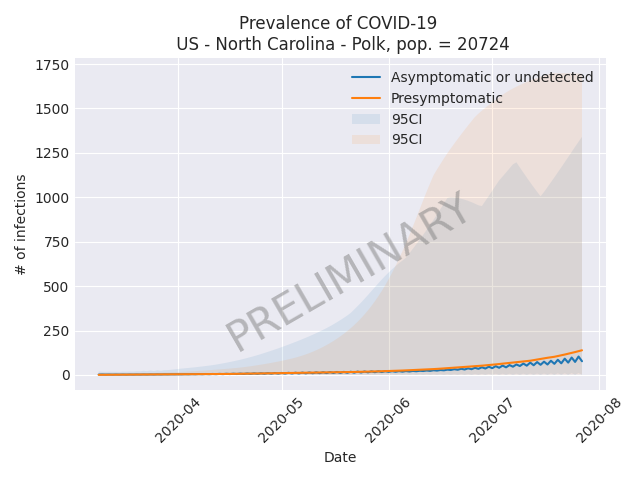 Prevalence of COVID-19
US - North Carolina - Polk, pop. = 20724
Asymptomatic or undetected
Presymptomatic
95CI
95CI
1750
1500
1250
1000
750
500
250
0
# of infections
PRELIMINARY
2020-04
2020-05
2020-06
2020-07
2020-08
Date